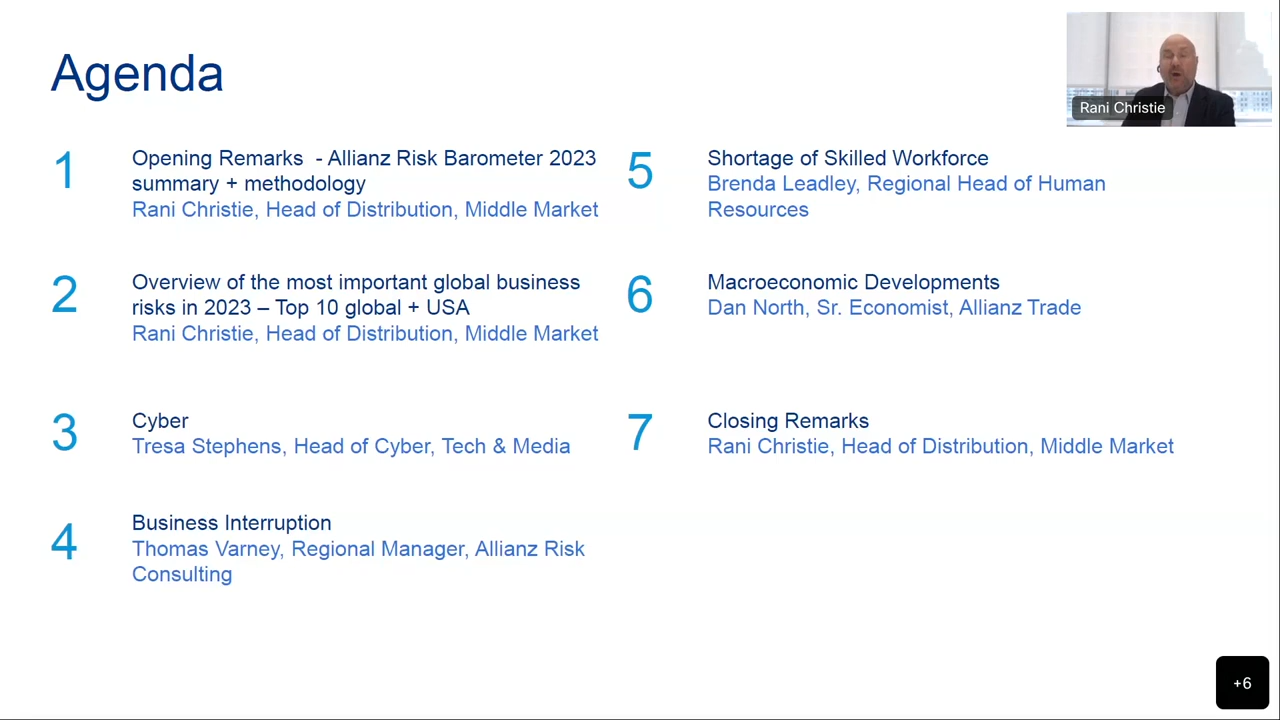 Agenda
Rani Christie
1
Opening Remarks  - Allianz Risk Barometer 2023
summary + methodology
Rani Christie, Head of Distribution, Middle Market
2
Overview of the most important global business
risks in 2023 – Top 10 global + USA
Rani Christie, Head of Distribution, Middle Market
3
Cyber
Tresa Stephens, Head of Cyber, Tech & Media
4
Business Interruption
Thomas Varney, Regional Manager, Allianz Risk
Consulting
5
Shortage of Skilled Workforce
Brenda Leadley, Regional Head of Human
Resources
6
Macroeconomic Developments
Dan North, Sr. Economist, Allianz Trade
7
Closing Remarks
Rani Christie, Head of Distribution, Middle Market
+6